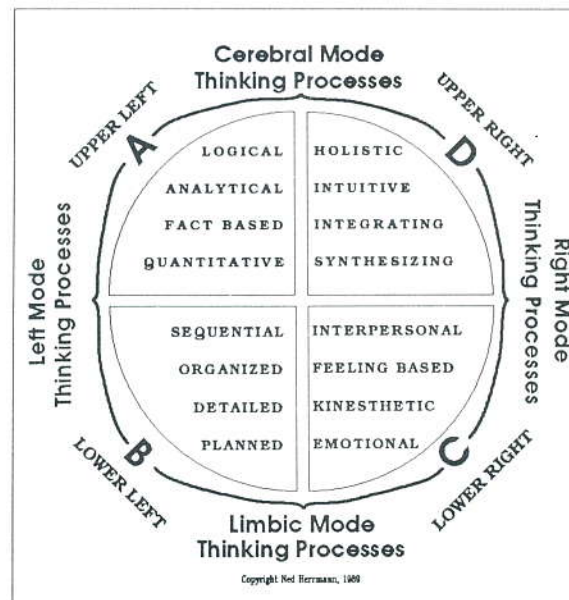 Cerebral Mode
Thinking Processes
UPPER LEFT
UPPER RIGHT
A
D
LOGICAL
ANALYTICAL
FACT BASED
QUANTITATIVE
HOLISTIC
INTUITIVE
INTEGRATING
SYNTHESIZING
Left Mode
Thinking Processes
Right Mode
Thinking Processes
SEQUENTIAL
ORGANIZED
DETAILED
PLANNED
INTERPERSONAL
FEELING BASED
KINESTHETIC
EMOTIONAL
B
C
LOWER LEFT
LOWER RIGHT
Limbic Mode
Thinking Processes
Copyright Ned Herrmann, 1989